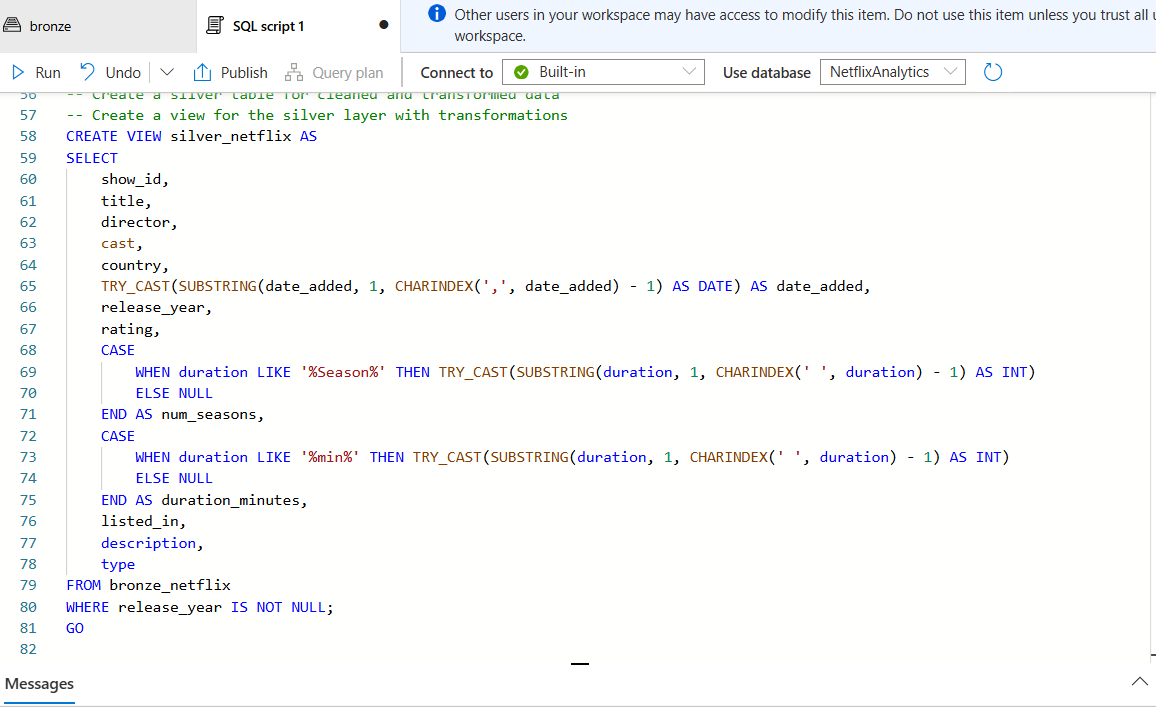 bronze
SQL script 1
Other users in your workspace may have access to modify this item. Do not use this item unless you trust all
workspace.
Run Undo Publish Query plan Connect to Built-in Use database NetflixAnalytics
56 -- Create a silver table for cleaned and transformed data
57 -- Create a view for the silver layer with transformations
58 CREATE VIEW silver_netflix AS
59 SELECT
60 show_id,
61 title,
62 director,
63 cast,
64 country,
65 TRY_CAST(SUBSTRING(date_added, 1, CHARINDEX(',', date_added) - 1) AS DATE) AS date_added,
66 release_year,
67 rating,
68 CASE
69 WHEN duration LIKE '%Season%' THEN TRY_CAST(SUBSTRING(duration, 1, CHARINDEX(' ', duration) - 1) AS INT)
70 ELSE NULL
71 END AS num_seasons,
72 CASE
73 WHEN duration LIKE '%min%' THEN TRY_CAST(SUBSTRING(duration, 1, CHARINDEX(' ', duration) - 1) AS INT)
74 ELSE NULL
75 END AS duration_minutes,
76 listed_in,
77 description,
78 type
79 FROM bronze_netflix
80 WHERE release_year IS NOT NULL;
81 GO
82
Messages